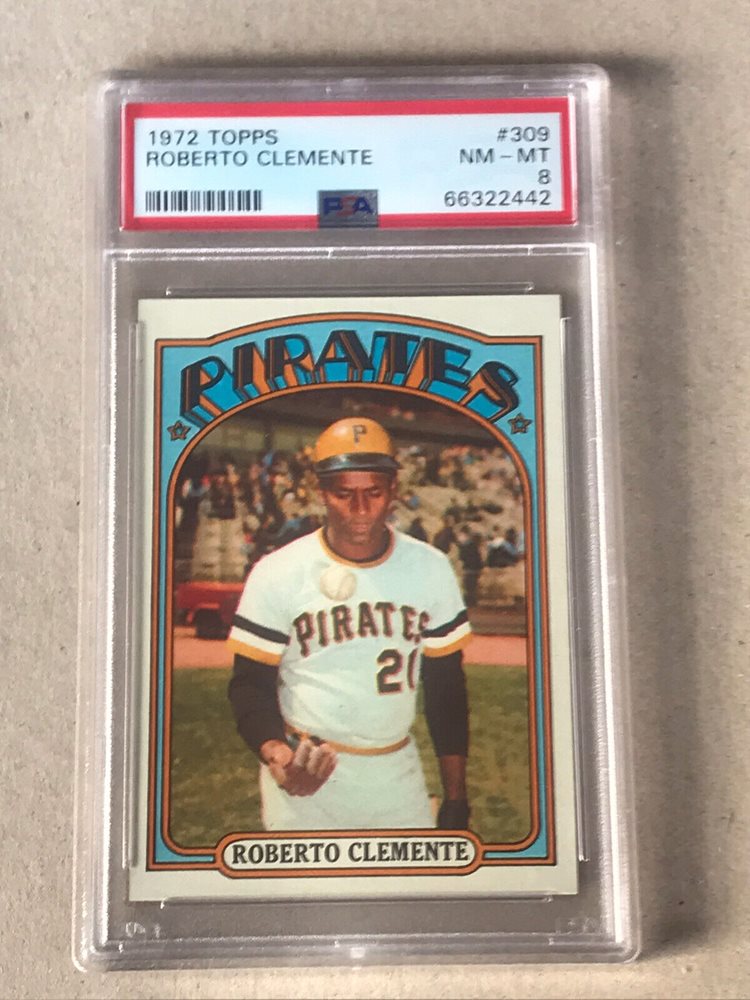 1972 TOPPS #309
ROBERTO CLEMENTE NM - MT
8
PSA 66322442
PIRATES
P
PIRATES
21
ROBERTO CLEMENTE